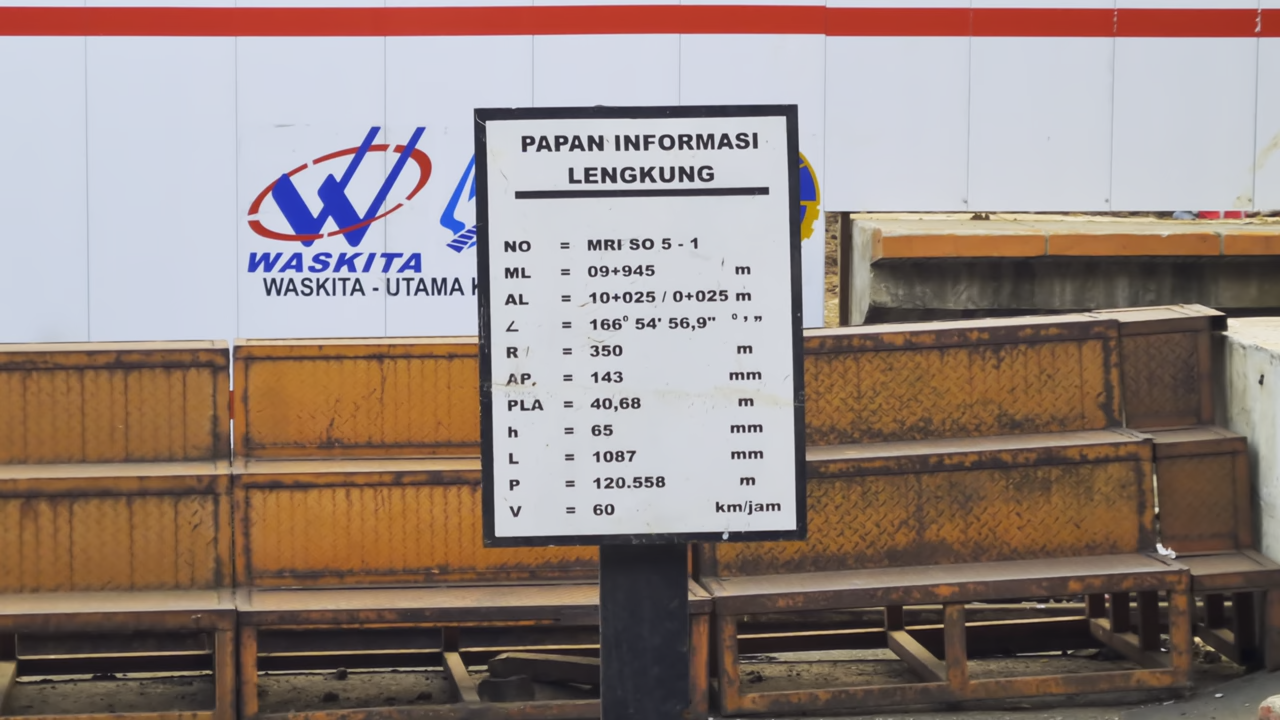 PAPAN INFORMASI
LENGKUNG
NO = MRI SO 5 - 1
ML = 09+945 m
AL = 10+025 / 0+025 m
∠ = 166⁰ 54' 56,9" ⁰ ’ ”
R = 350 m
AP. = 143 mm
PLA = 40,68 m
h = 65 mm
L = 1087 mm
P = 120.558 m
V = 60 km/jam
WASKITA
WASKITA - UTAMA